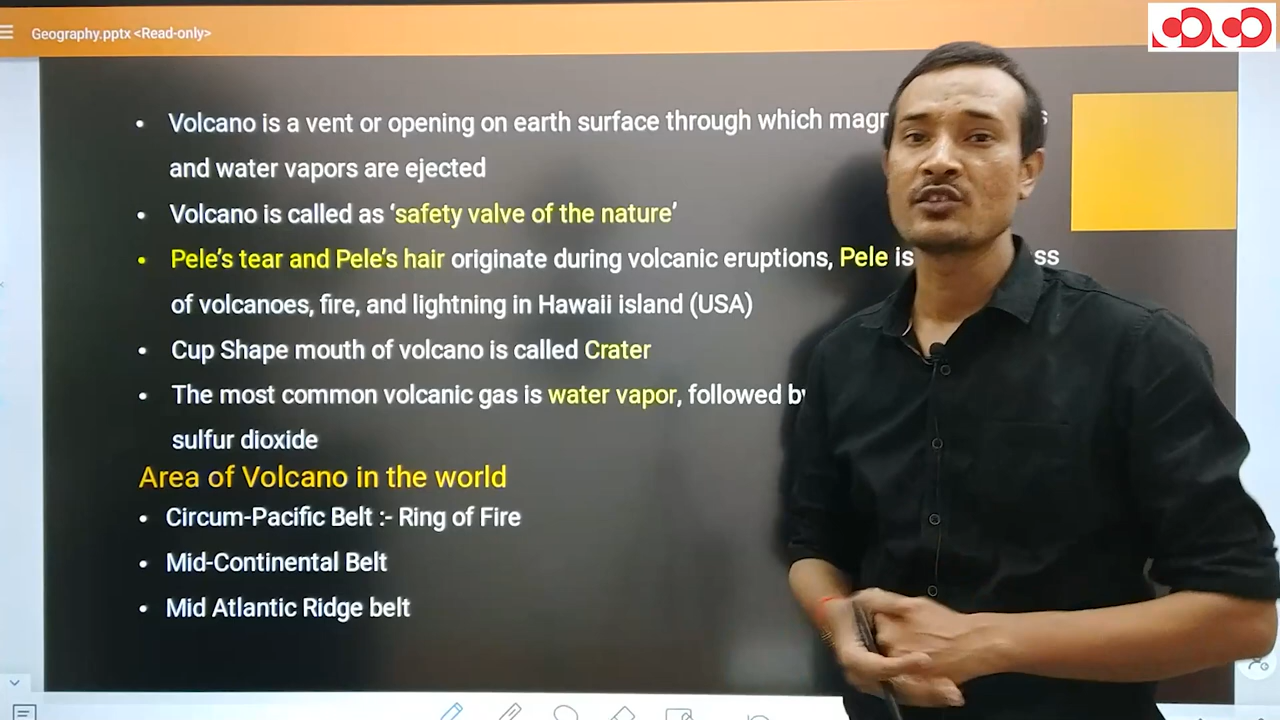 Geography.pptx <Read-only>
• Volcano is a vent or opening on earth surface through which
and water vapors are ejected
• Volcano is called as ‘safety valve of the nature’
• Pele’s tear and Pele’s hair originate during volcanic eruptions, Pele is
of volcanoes, fire, and lightning in Hawaii island (USA)
• Cup Shape mouth of volcano is called Crater
• The most common volcanic gas is water vapor, followed
sulfur dioxide
Area of Volcano in the world
• Circum-Pacific Belt :- Ring of Fire
• Mid-Continental Belt
• Mid Atlantic Ridge belt